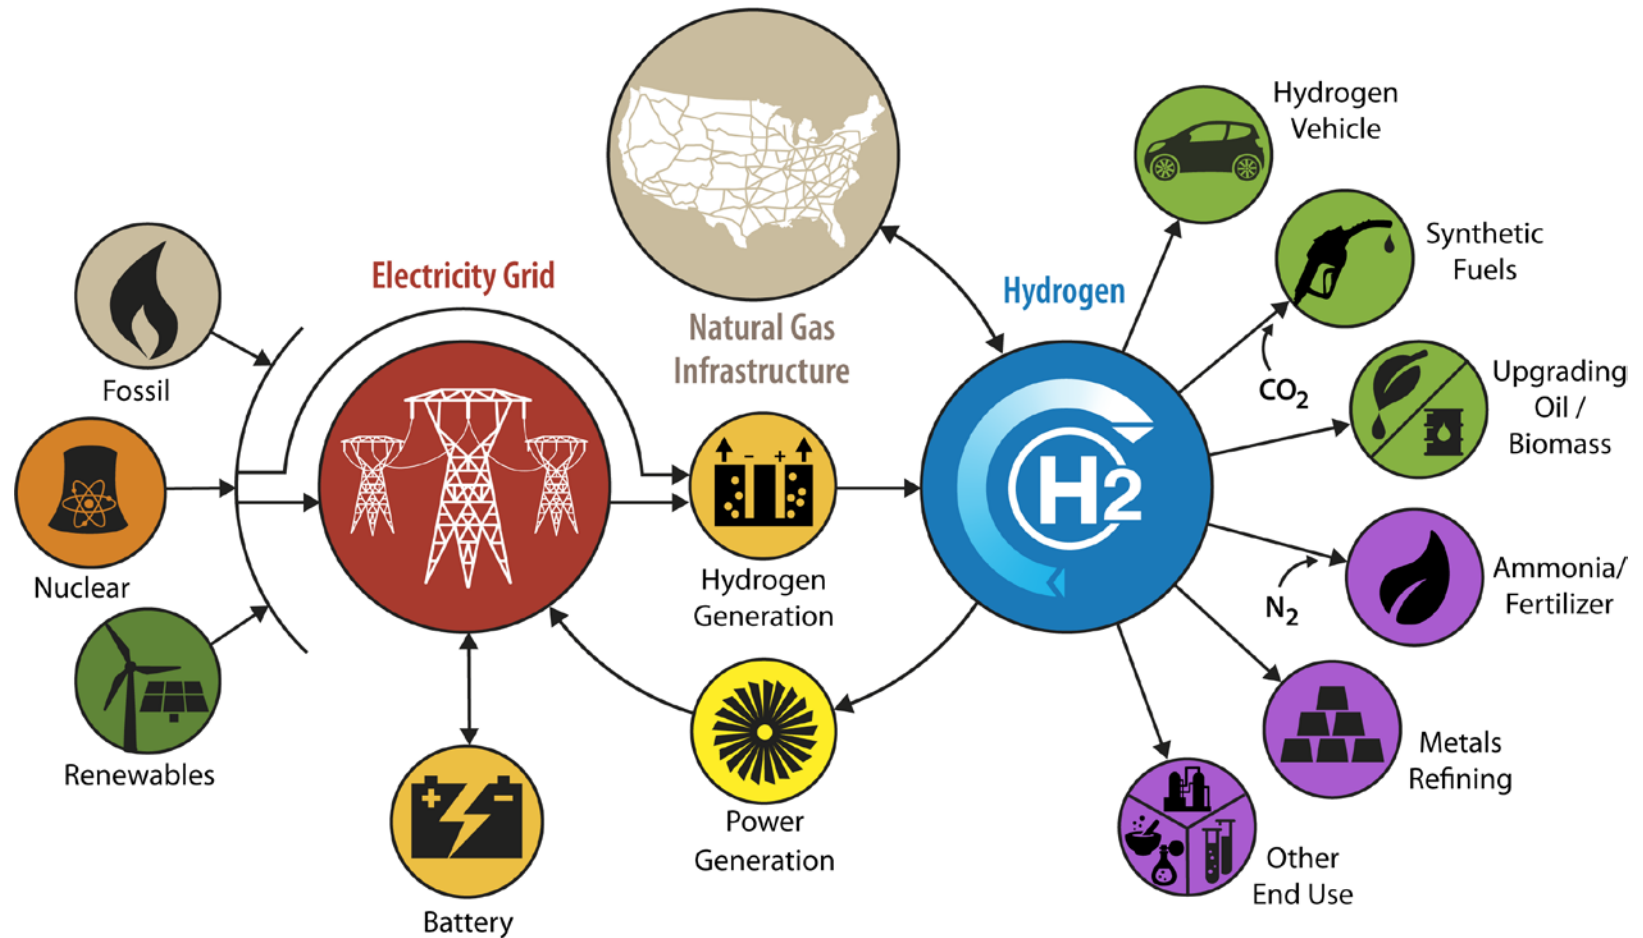 Fossil
Nuclear
Renewables
Electricity Grid
Battery
Natural Gas
Infrastructure
- +
Hydrogen
Generation
Power
Generation
+ -
Hydrogen
H2
Hydrogen
Vehicle
Synthetic
Fuels
CO2
Upgrading
Oil /
Biomass
Ammonia/
Fertilizer
N2
Metals
Refining
Other
End Use